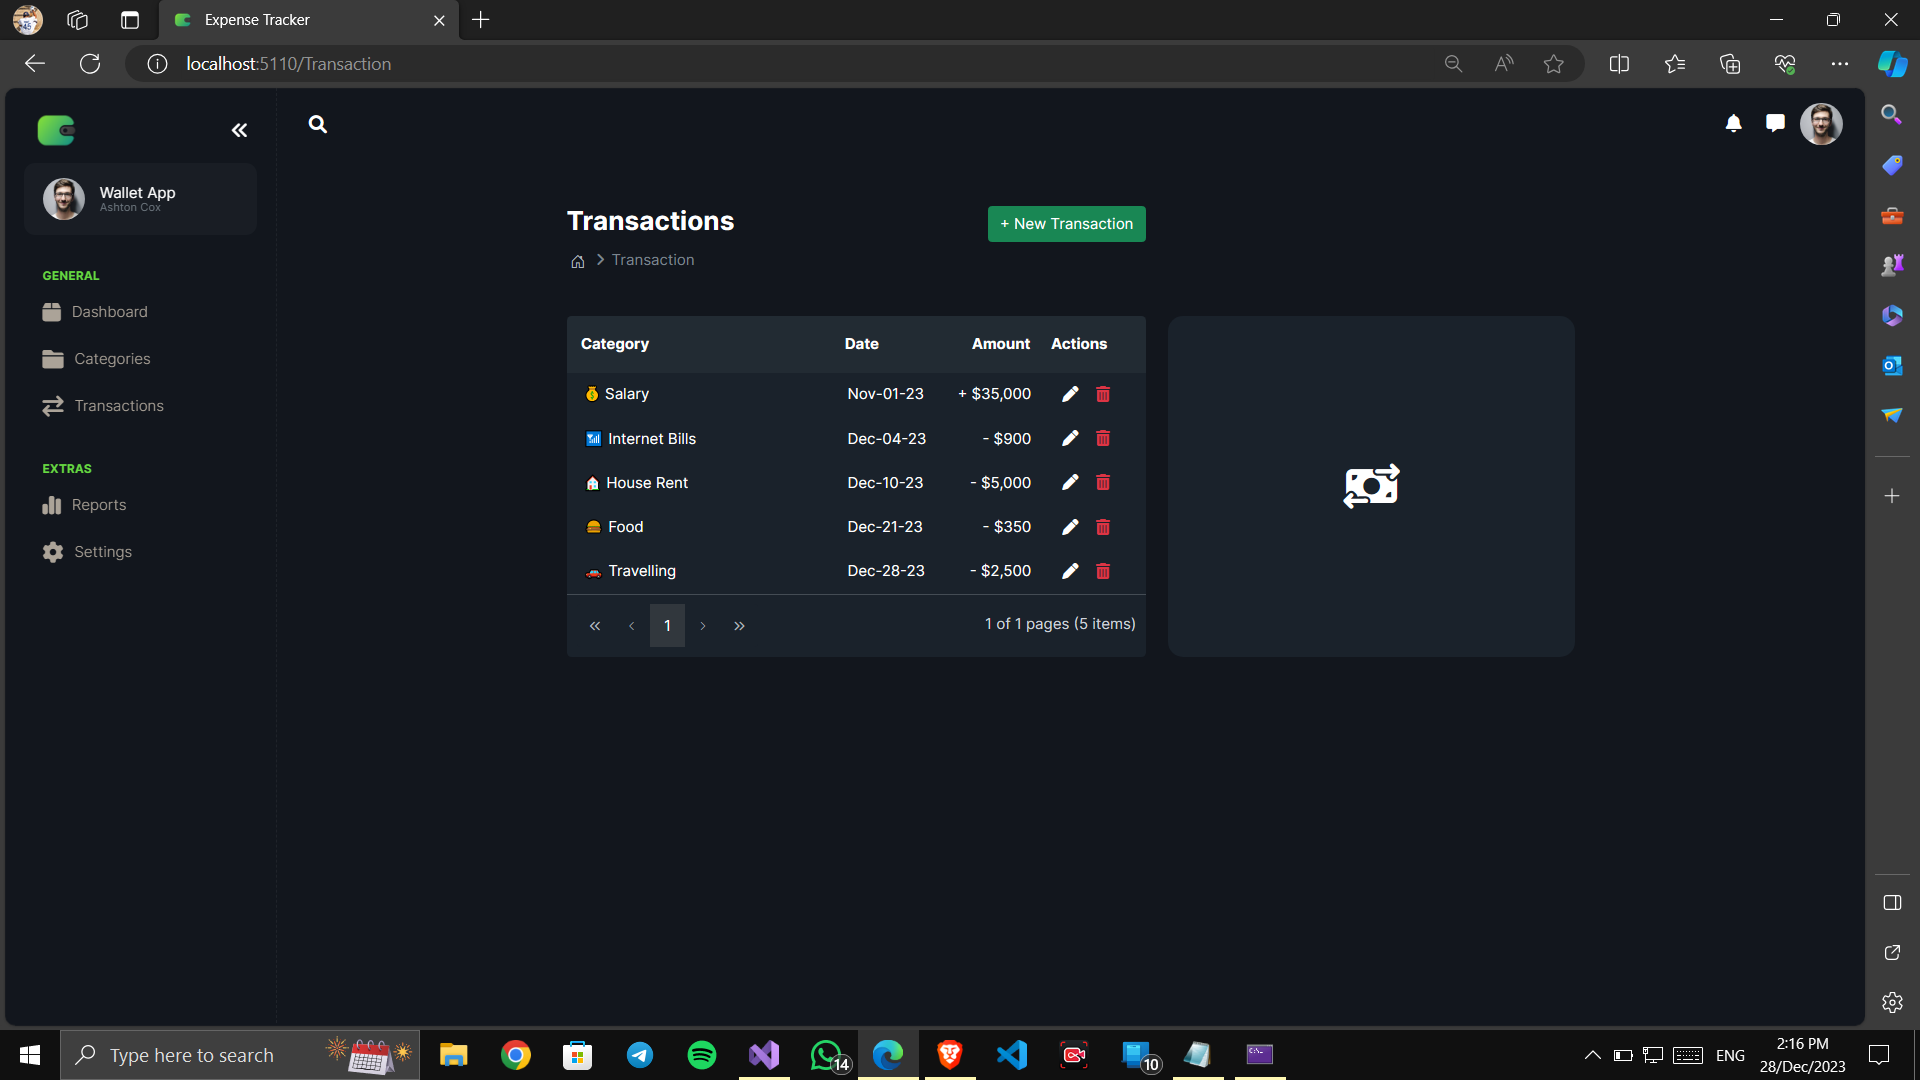 Expense Tracker
localhost:5110/Transaction
Wallet App
Ashton Cox
GENERAL
Dashboard
Categories
Transactions
EXTRAS
Reports
Settings
Transactions
+ New Transaction
Transaction
Category Date Amount Actions
Salary Nov-01-23 + $35,000
Internet Bills Dec-04-23 - $900
House Rent Dec-10-23 - $5,000
Food Dec-21-23 - $350
Travelling Dec-28-23 - $2,500
« ‹ 1 › » 1 of 1 pages (5 items)
Type here to search
14
10
ENG
2:16 PM
28/Dec/2023